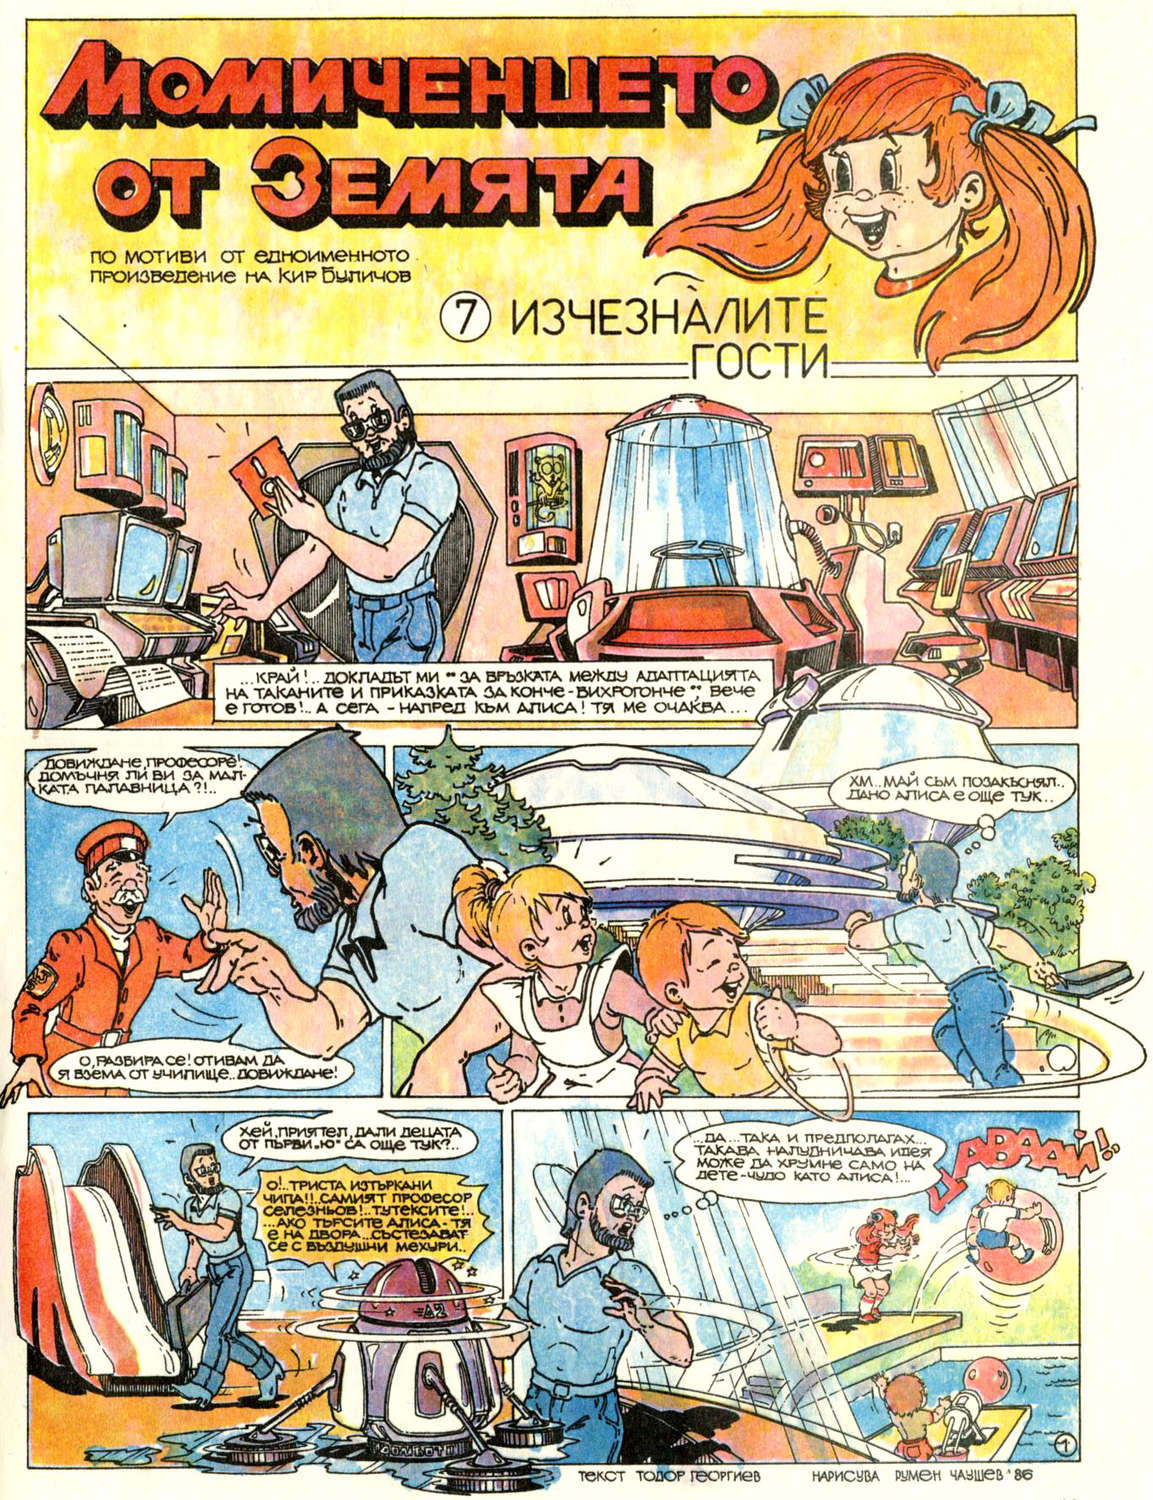 МОМИЧЕНЦЕТО
ОТ ЗЕМЯТА
ПО МОТИВИ ОТ ЕДНОИМЕННОТО
ПРОИЗВЕДЕНИЕ НА КИР БУЛИЧОВ
7 ИЗЧЕЗНАЛИТЕ
ГОСТИ
...КРАЙ!.. ДОКЛАДЪТ МИ "ЗА ВРЪЗКАТА МЕЖДУ АДАПТАЦИЯТА
НА ТАКАНИТЕ И ПРИКАЗКАТА ЗА КОНЧЕ-ВИХРОГОНЧЕ", ВЕЧЕ
Е ГОТОВ!.. А СЕГА - НАПРЕД КЪМ АЛИСА! ТЯ МЕ ОЧАКВА...
ДОВИЖДАНЕ, ПРОФЕСОРЕ!
ДОМЪЧНЯ ЛИ ВИ ЗА МАЛ-
КАТА ПАЛАВНИЦА?!..
О, РАЗБИРА СЕ! ОТИВАМ ДА
Я ВЗЕМА ОТ УЧИЛИЩЕ.. ДОВИЖДАНЕ!
ХМ.. МАЙ СЪМ ПОЗАКЪСНЯЛ..
ДАНО АЛИСА Е ОЩЕ ТУК..
ХЕЙ, ПРИЯТЕЛ, ДАЛИ ДЕЦАТА
ОТ ПЪРВИ „Ю" СА ОЩЕ ТУК?..
О!.. ТРИСТА ИЗТЪРКАНИ
ЧИПА!!.. САМИЯТ ПРОФЕСОР
СЕЛЕЗНЬОВ!.. ТУТЕКСИТЕ!..
...АКО ТЪРСИТЕ АЛИСА - ТЯ
Е НА ДВОРА... СЪСТЕЗАВАТ
СЕ С ВЪЗДУШНИ МЕХУРИ..
A2
...ДА... ТАКА И ПРЕДПОЛАГАХ...
ТАКАВА НАЛУДНИЧАВА ИДЕЯ
МОЖЕ ДА ХРУМНЕ САМО НА
ДЕТЕ-ЧУДО КАТО АЛИСА!...
ДАВААЙ!..
1
ТЕКСТ ТОДОР ГЕОРГИЕВ НАРИСУВА РУМЕН ЧАУШЕВ '86